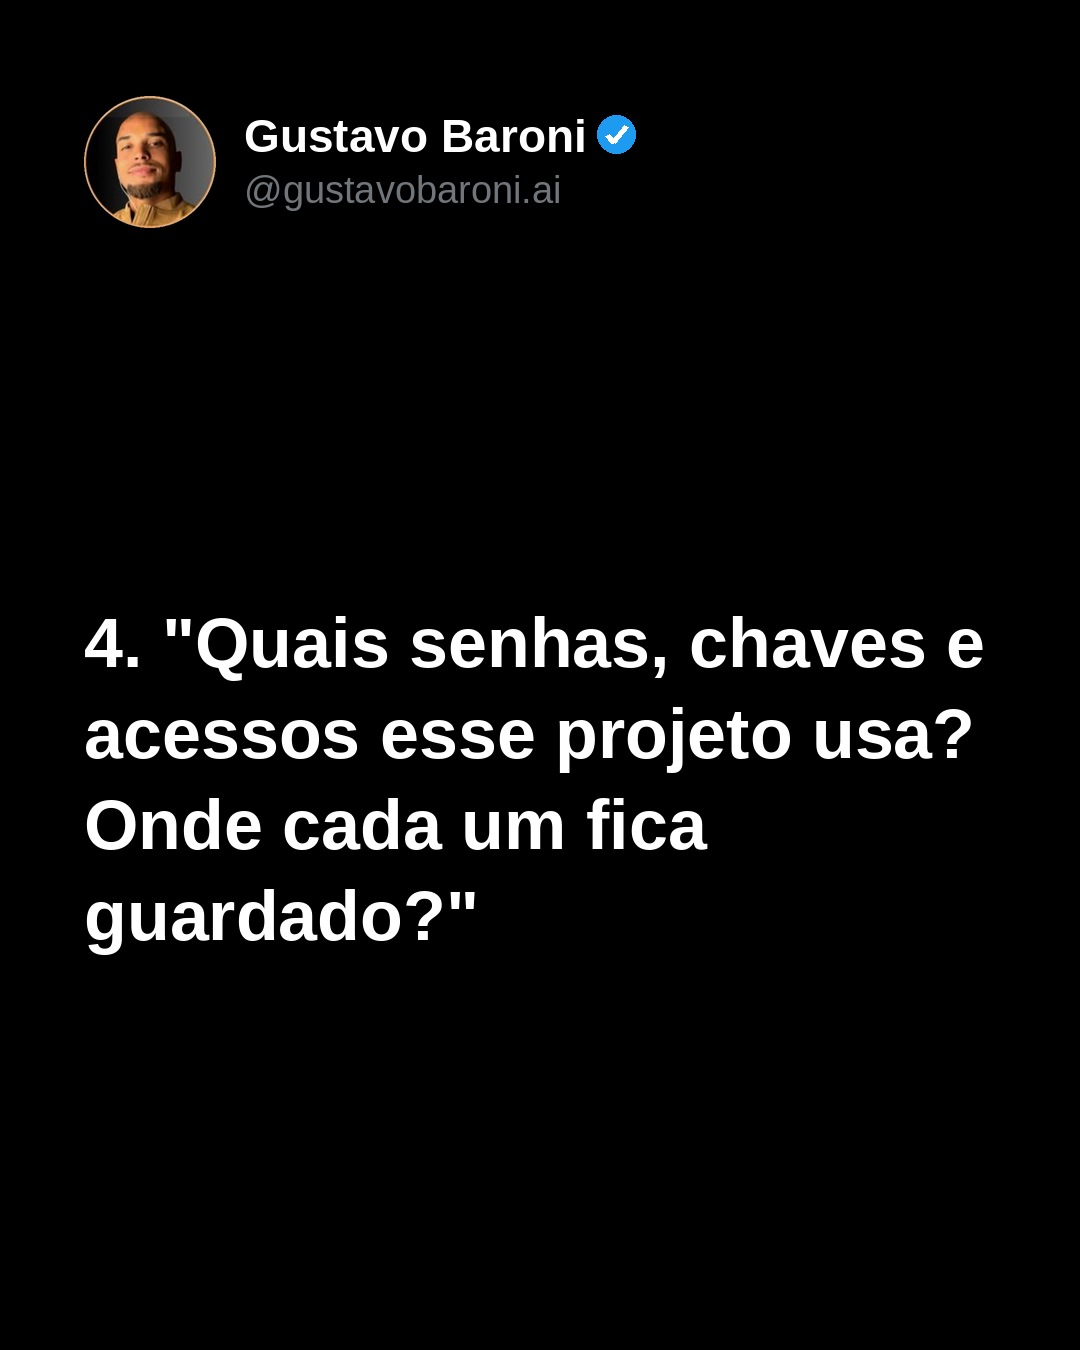 Gustavo Baroni
@gustavobaroni.ai
4. "Quais senhas, chaves e
acessos esse projeto usa?
Onde cada um fica
guardado?"